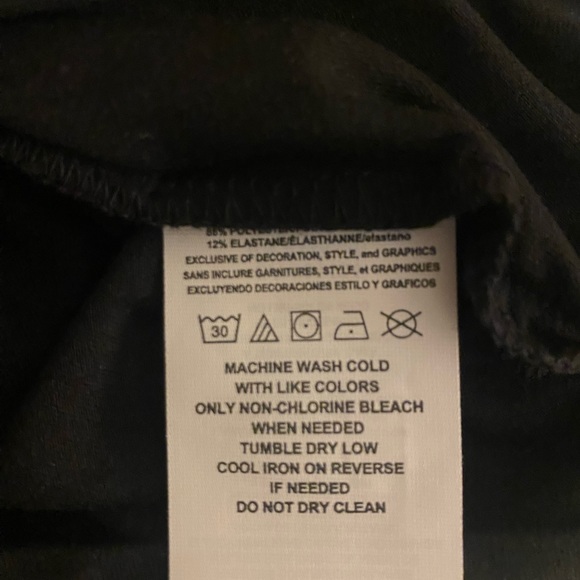 88% POLYESTER
12% ELASTANE/ÉLASTHANNE/elastano
EXCLUSIVE OF DECORATION, STYLE, and GRAPHICS
SANS INCLURE GARNITURES, STYLE, et GRAPHIQUES
EXCLUYENDO DECORACIONES ESTILO Y GRAFICOS
30
MACHINE WASH COLD
WITH LIKE COLORS
ONLY NON-CHLORINE BLEACH
WHEN NEEDED
TUMBLE DRY LOW
COOL IRON ON REVERSE
IF NEEDED
DO NOT DRY CLEAN